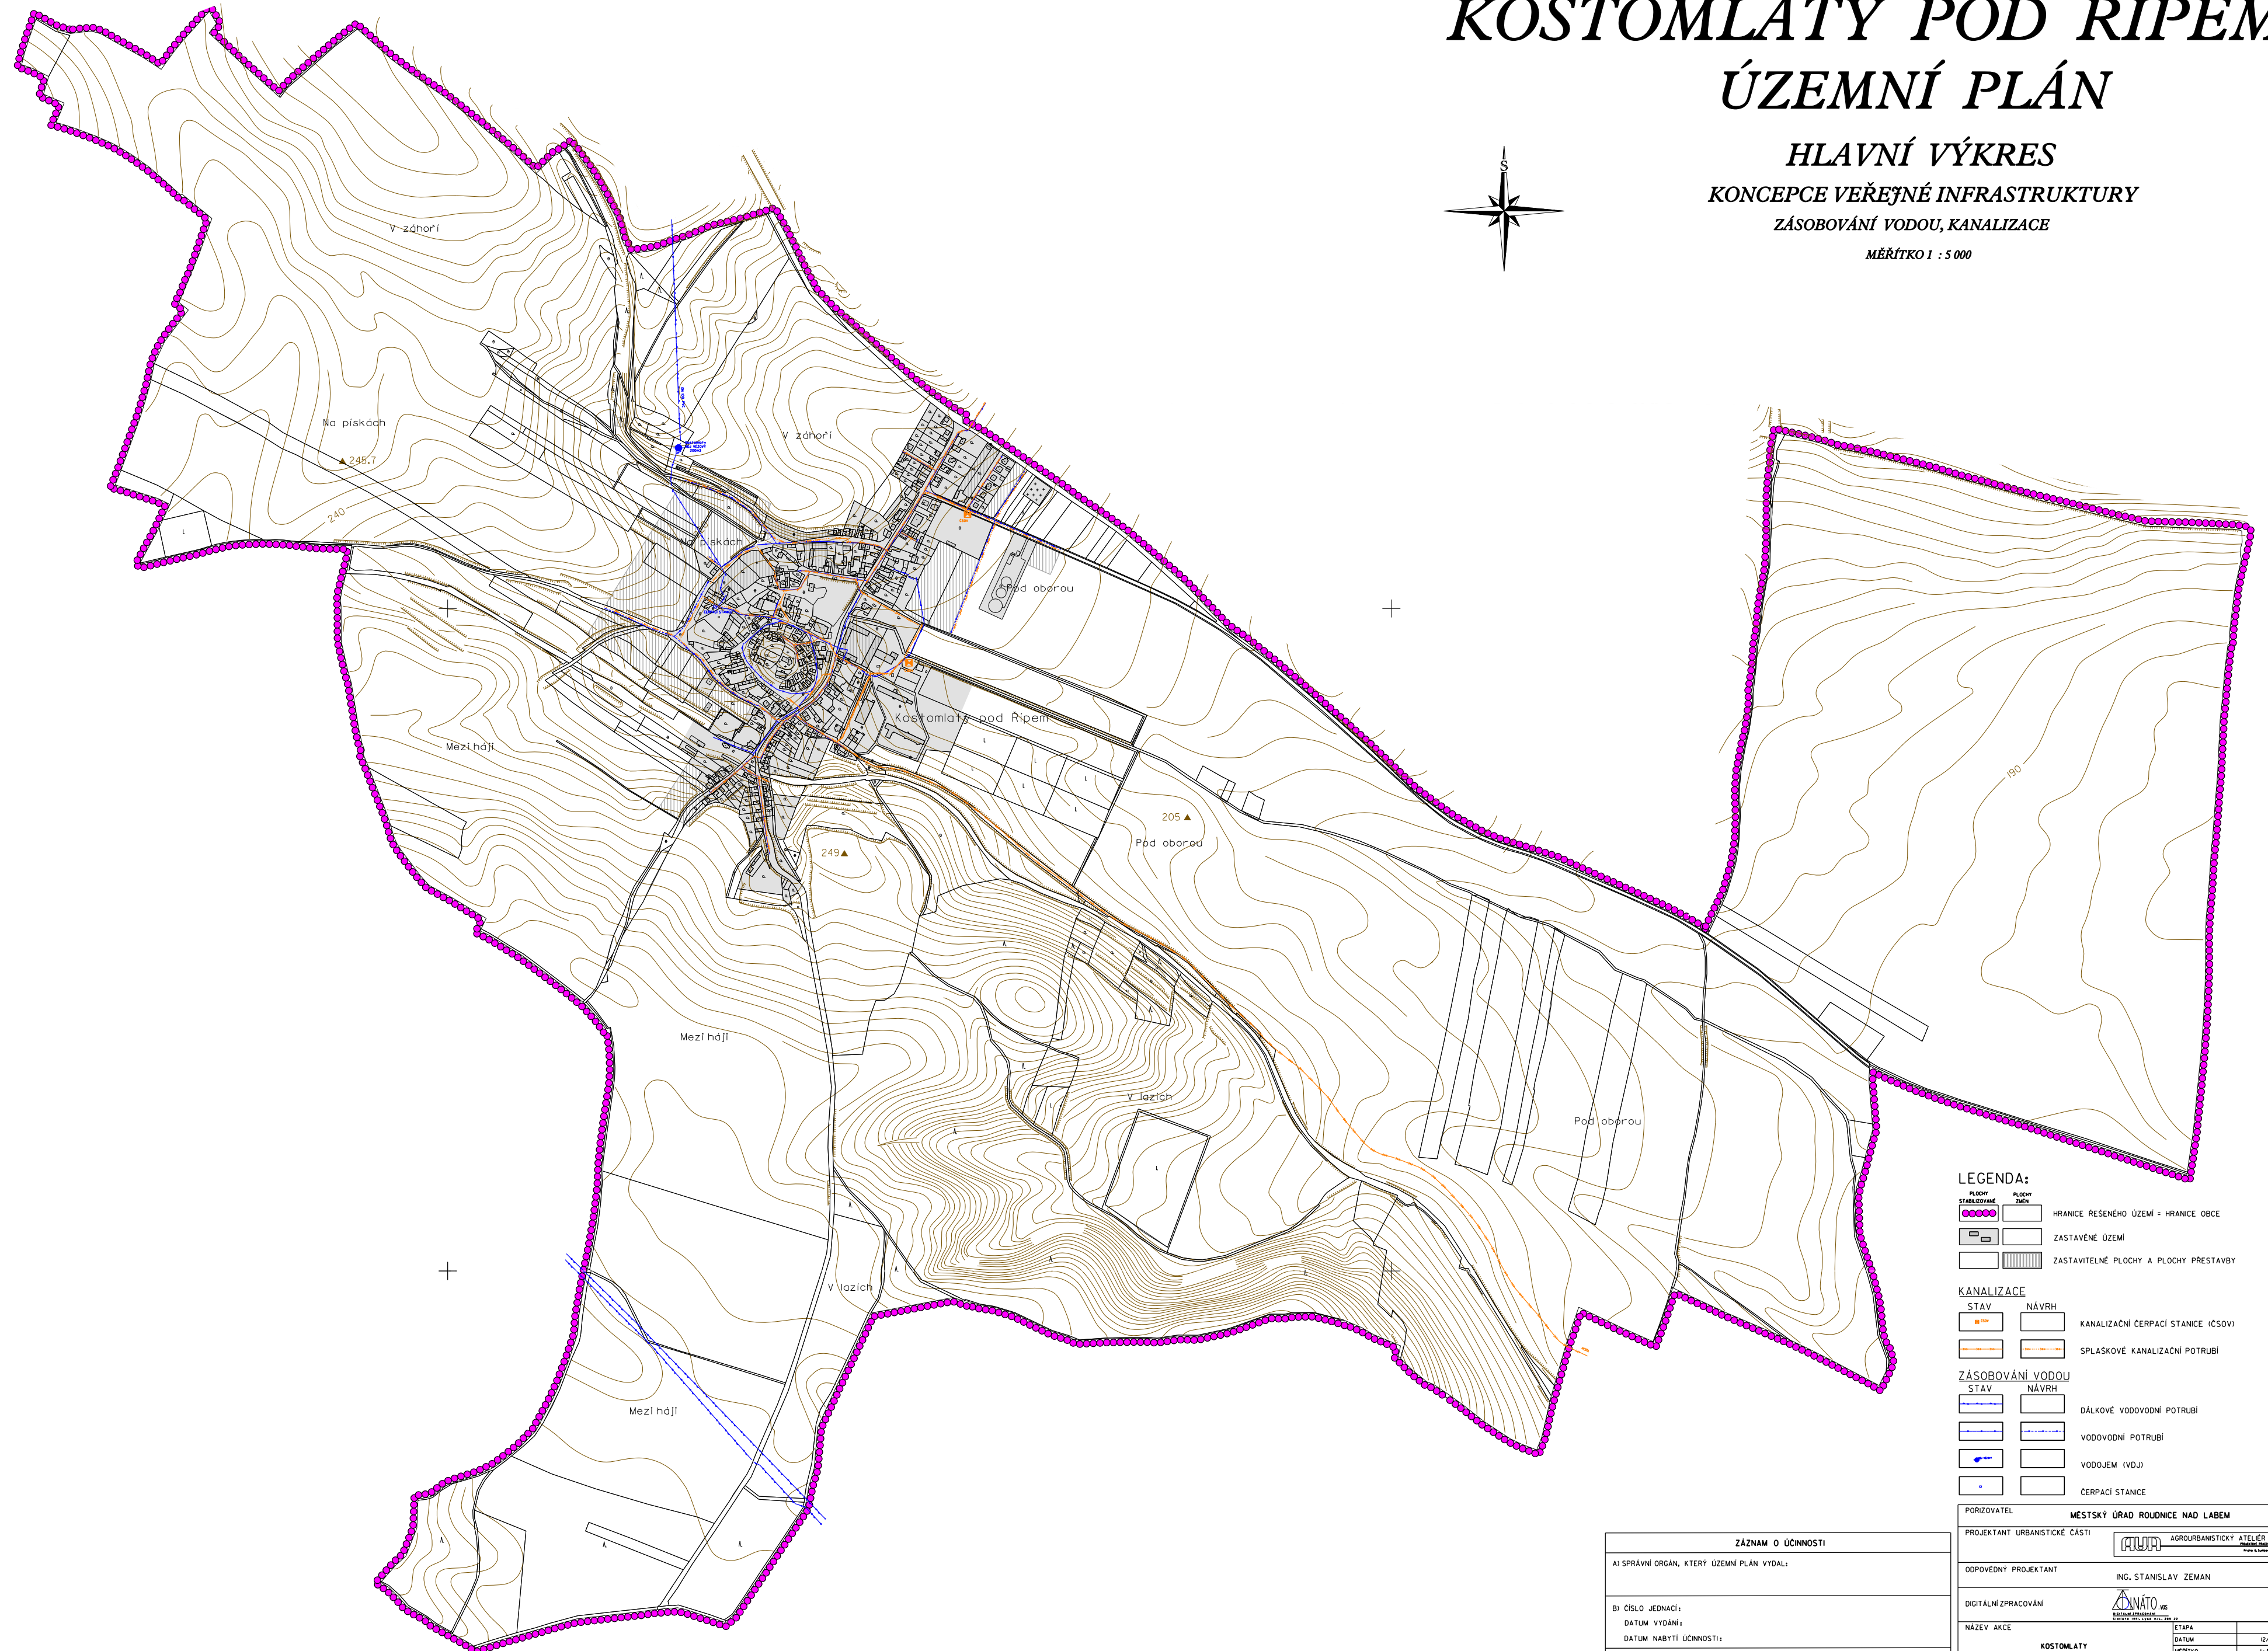 KOSTOMLATY POD ŘÍPEM
ÚZEMNÍ PLÁN
HLAVNÍ VÝKRES
KONCEPCE VEŘEJNÉ INFRASTRUKTURY
ZÁSOBOVÁNÍ VODOU, KANALIZACE
MĚŘÍTKO 1 : 5 000
S
V záhoří
Na pískách
245.7
V záhoří
240
Na pískách
Pod oborou
Kostomlaty pod Řípem
Mezi háji
190
205
Pod oborou
249
Mezi háji
V lazích
Pod oborou
V lazích
Mezi háji
LEGENDA:
PLOCHY STABILIZOVANÉ
PLOCHY ZMĚN
HRANICE ŘEŠENÉHO ÚZEMÍ = HRANICE OBCE
ZASTAVĚNÉ ÚZEMÍ
ZASTAVITELNÉ PLOCHY A PLOCHY PŘESTAVBY
KANALIZACE
STAV NÁVRH
KANALIZAČNÍ ČERPACÍ STANICE (ČSOV)
SPLAŠKOVÉ KANALIZAČNÍ POTRUBÍ
ZÁSOBOVÁNÍ VODOU
STAV NÁVRH
DÁLKOVÉ VODOVODNÍ POTRUBÍ
VODOVODNÍ POTRUBÍ
VODOJEM (VDJ)
ČERPACÍ STANICE
ZÁZNAM O ÚČINNOSTI
A) SPRÁVNÍ ORGÁN, KTERÝ ÚZEMNÍ PLÁN VYDAL:
B) ČÍSLO JEDNACÍ:
DATUM VYDÁNÍ:
DATUM NABYTÍ ÚČINNOSTI:
POŘIZOVATEL
MĚSTSKÝ ÚŘAD ROUDNICE NAD LABEM
PROJEKTANT URBANISTICKÉ ČÁSTI
AUA AGROURBANISTICKÝ ATELIÉR
ODPOVĚDNÝ PROJEKTANT
ING. STANISLAV ZEMAN
DIGITÁLNÍ ZPRACOVÁNÍ
DIGITÁLNÍ ZPRACOVÁNÍ
NÁZEV AKCE
KOSTOMLATY
ETAPA
DATUM
MĚŘÍTKO